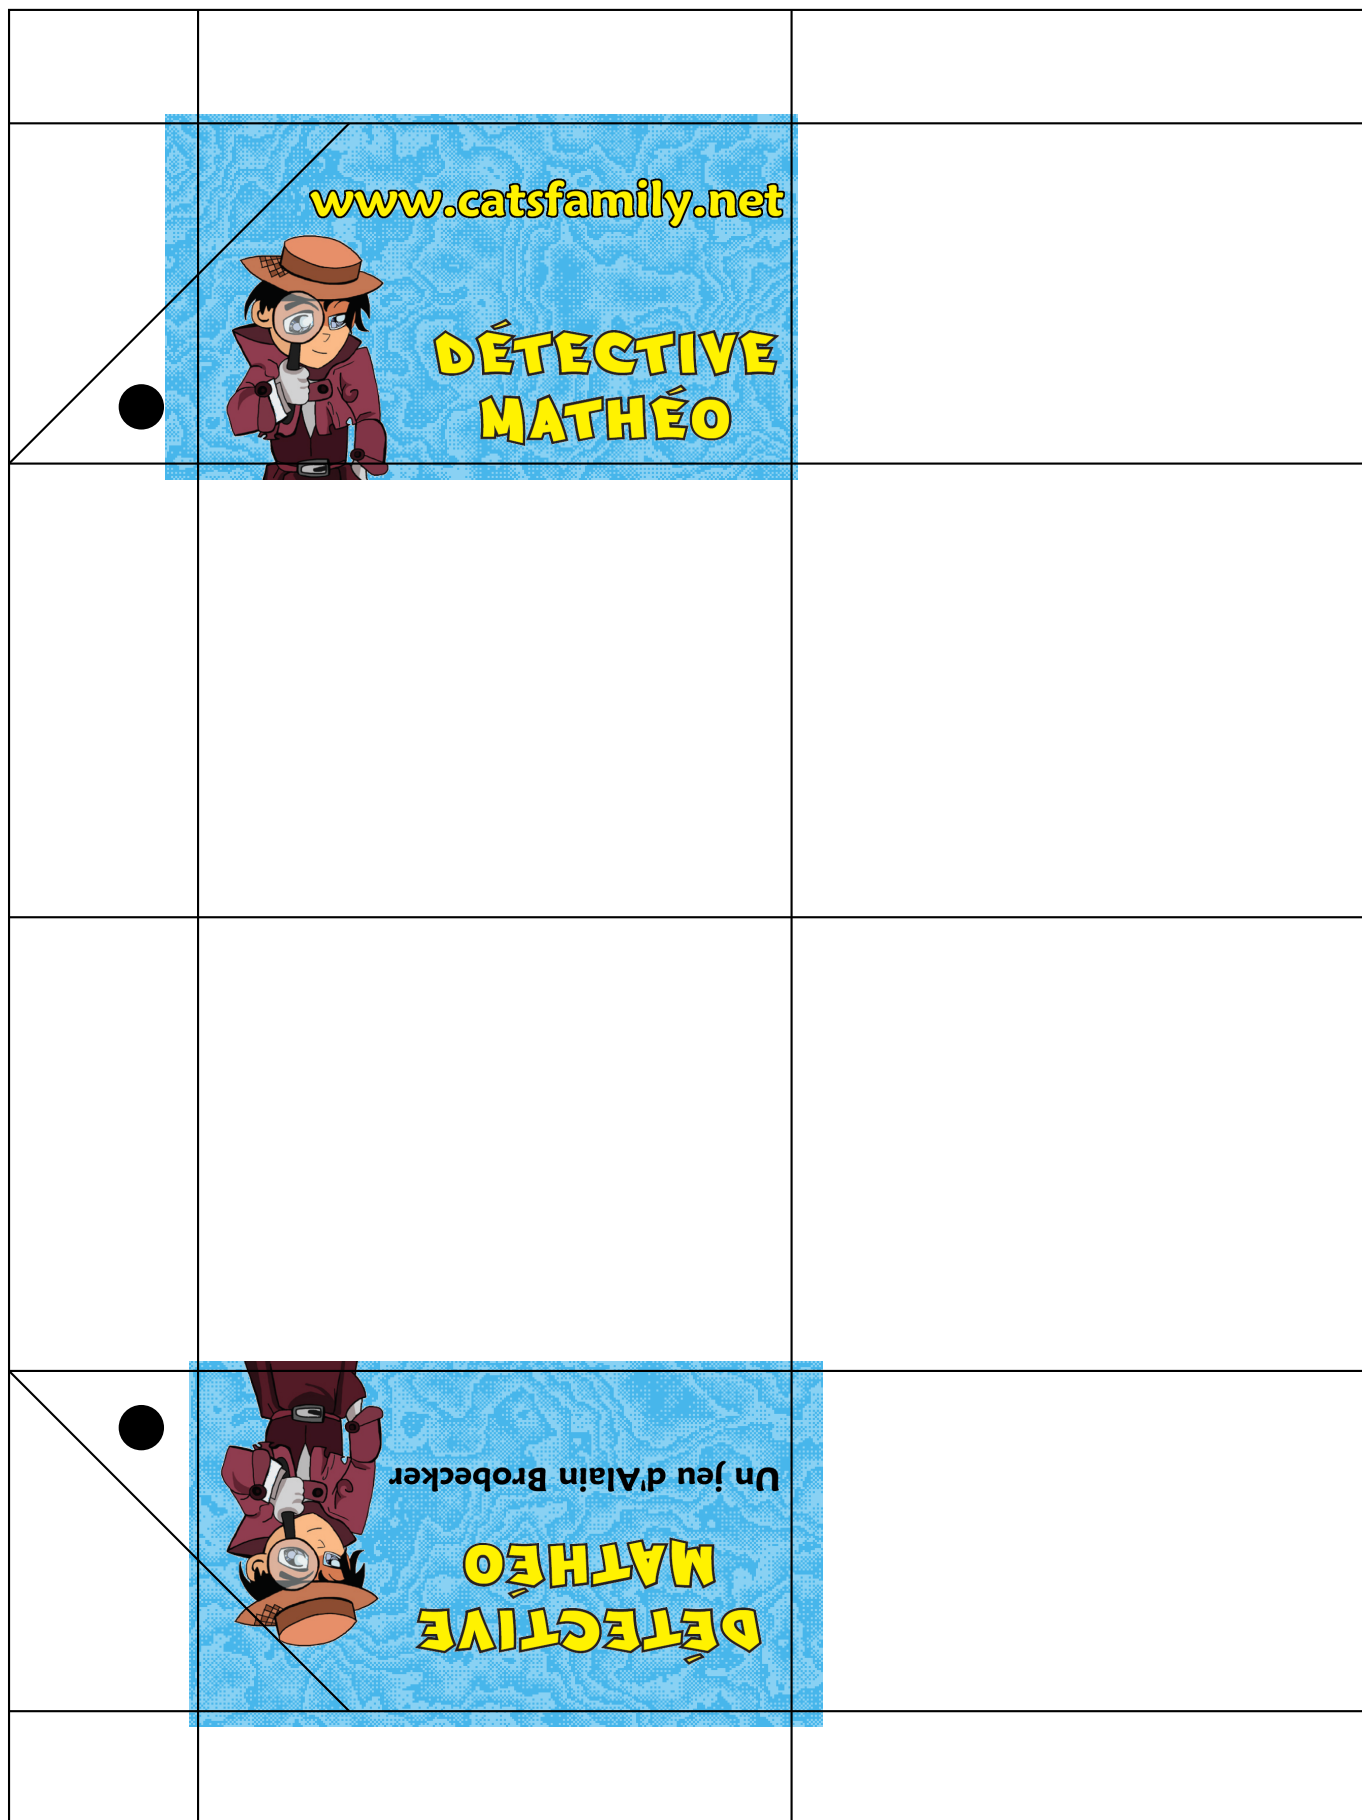 www.catsfamily.net
DÉTECTIVE
MATHÉO
Un jeu d'Alain Brobecker
MATHÉO
DÉTECTIVE